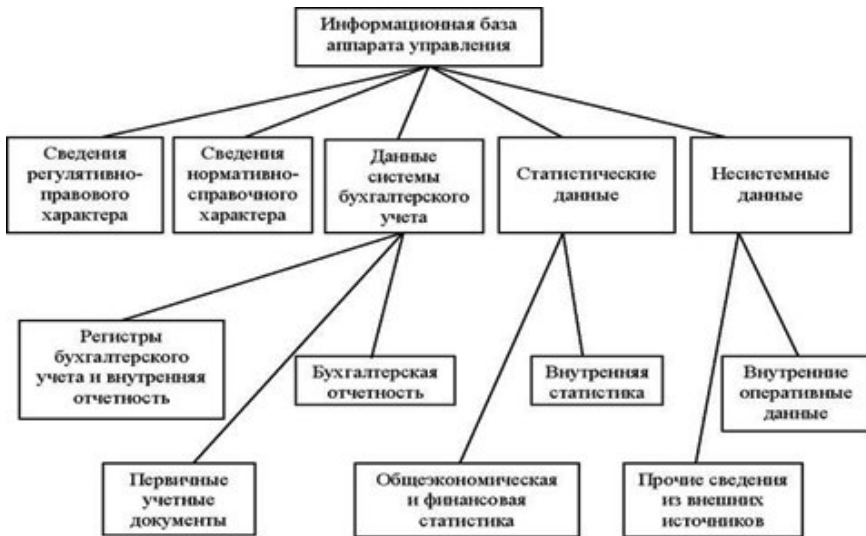 Информационная база
аппарата управления
Сведения
регулятивно-
правового
характера
Сведения
нормативно-
справочного
характера
Данные
системы
бухгалтерского
учета
Статистические
данные
Несистемные
данные
Регистры
бухгалтерского
учета и внутренняя
отчетность
Бухгалтерская
отчетность
Внутренняя
статистика
Внутренние
оперативные
данные
Первичные
учетные
документы
Общеэкономическая
и финансовая
статистика
Прочие сведения
из внешних
источников